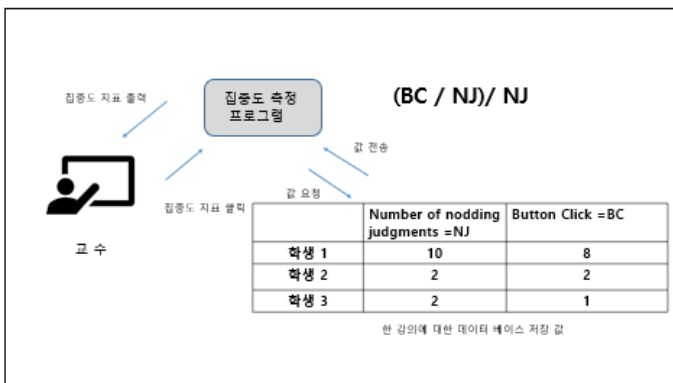 집중도 지표 출력
집중도 측정
프로그램
(BC / NJ)/ NJ
값 전송
값 요청
집중도 지표 클릭
교 수
Number of nodding judgments =NJ
Button Click =BC
학생 1 10 8
학생 2 2 2
학생 3 2 1
한 강의에 대한 데이터 베이스 저장 값